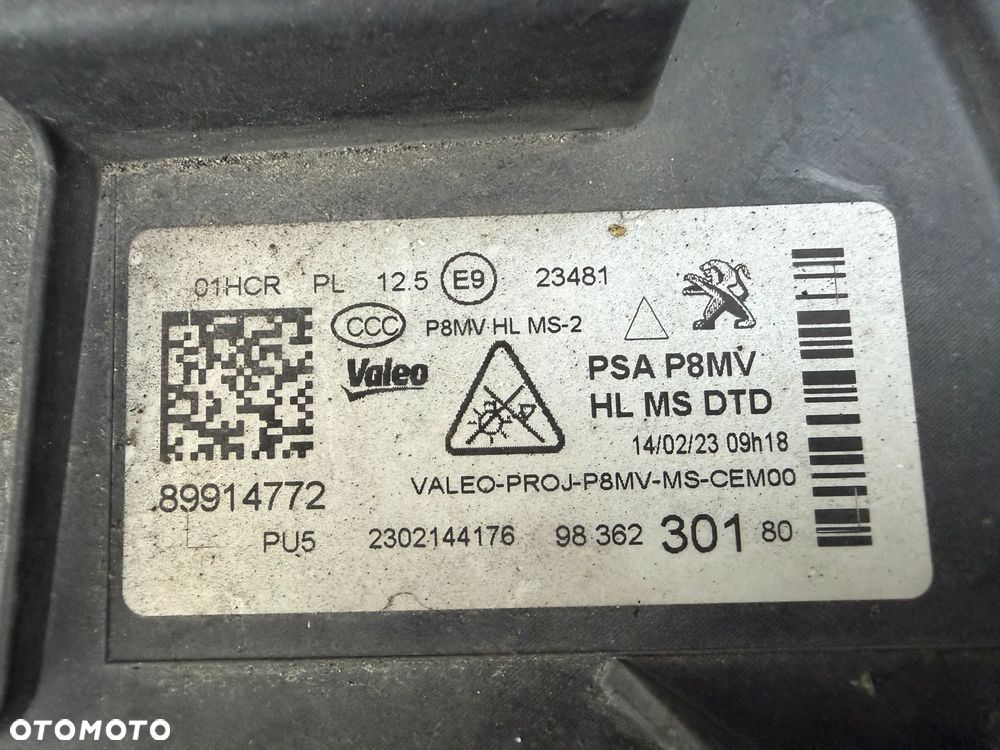 01HCR PL 12.5 E9 23481
CCC P8MV HL MS-2
Valeo
PSA P8MV
HL MS DTD
14/02/23 09h18
VALEO-PROJ-P8MV-MS-CEM00
89914772
PU5 2302144176 98 362 301 80
OTOMOTO